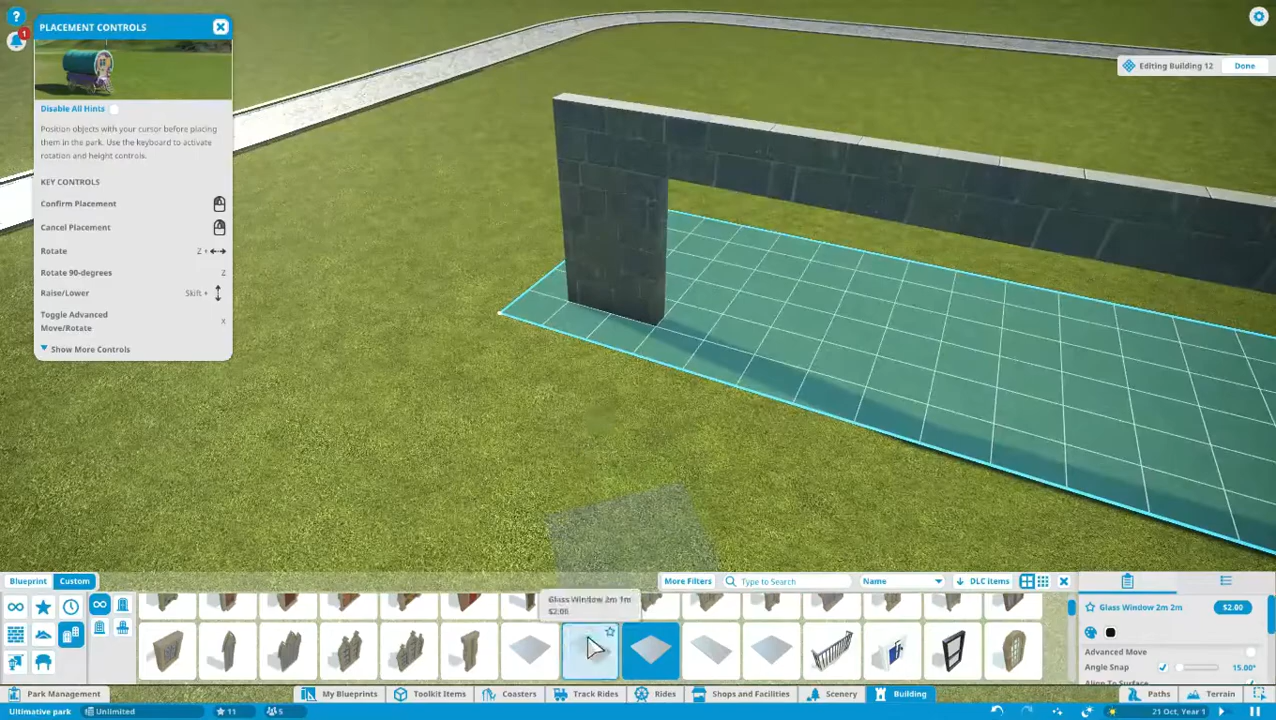 ?
1
PLACEMENT CONTROLS
Disable All Hints
Position objects with your cursor before placing
them in the park. Use the keyboard to activate
rotation and height controls.
KEY CONTROLS
Confirm Placement
Cancel Placement
Rotate Z +
Rotate 90-degrees Z
Raise/Lower Shift +
Toggle Advanced
Move/Rotate X
Show More Controls
Editing Building 12 Done
Glass Window 2m 1m
$2.00
Blueprint Custom More Filters Type to Search Name DLC items
Glass Window 2m 2m $2.00
Advanced Move
Angle Snap 15.00°
Align To Surface
Park Management My Blueprints Toolkit Items Coasters Track Rides Rides Shops and Facilities Scenery Building Paths Terrain
Ultimative park Unlimited 11 5 21 Oct, Year 1